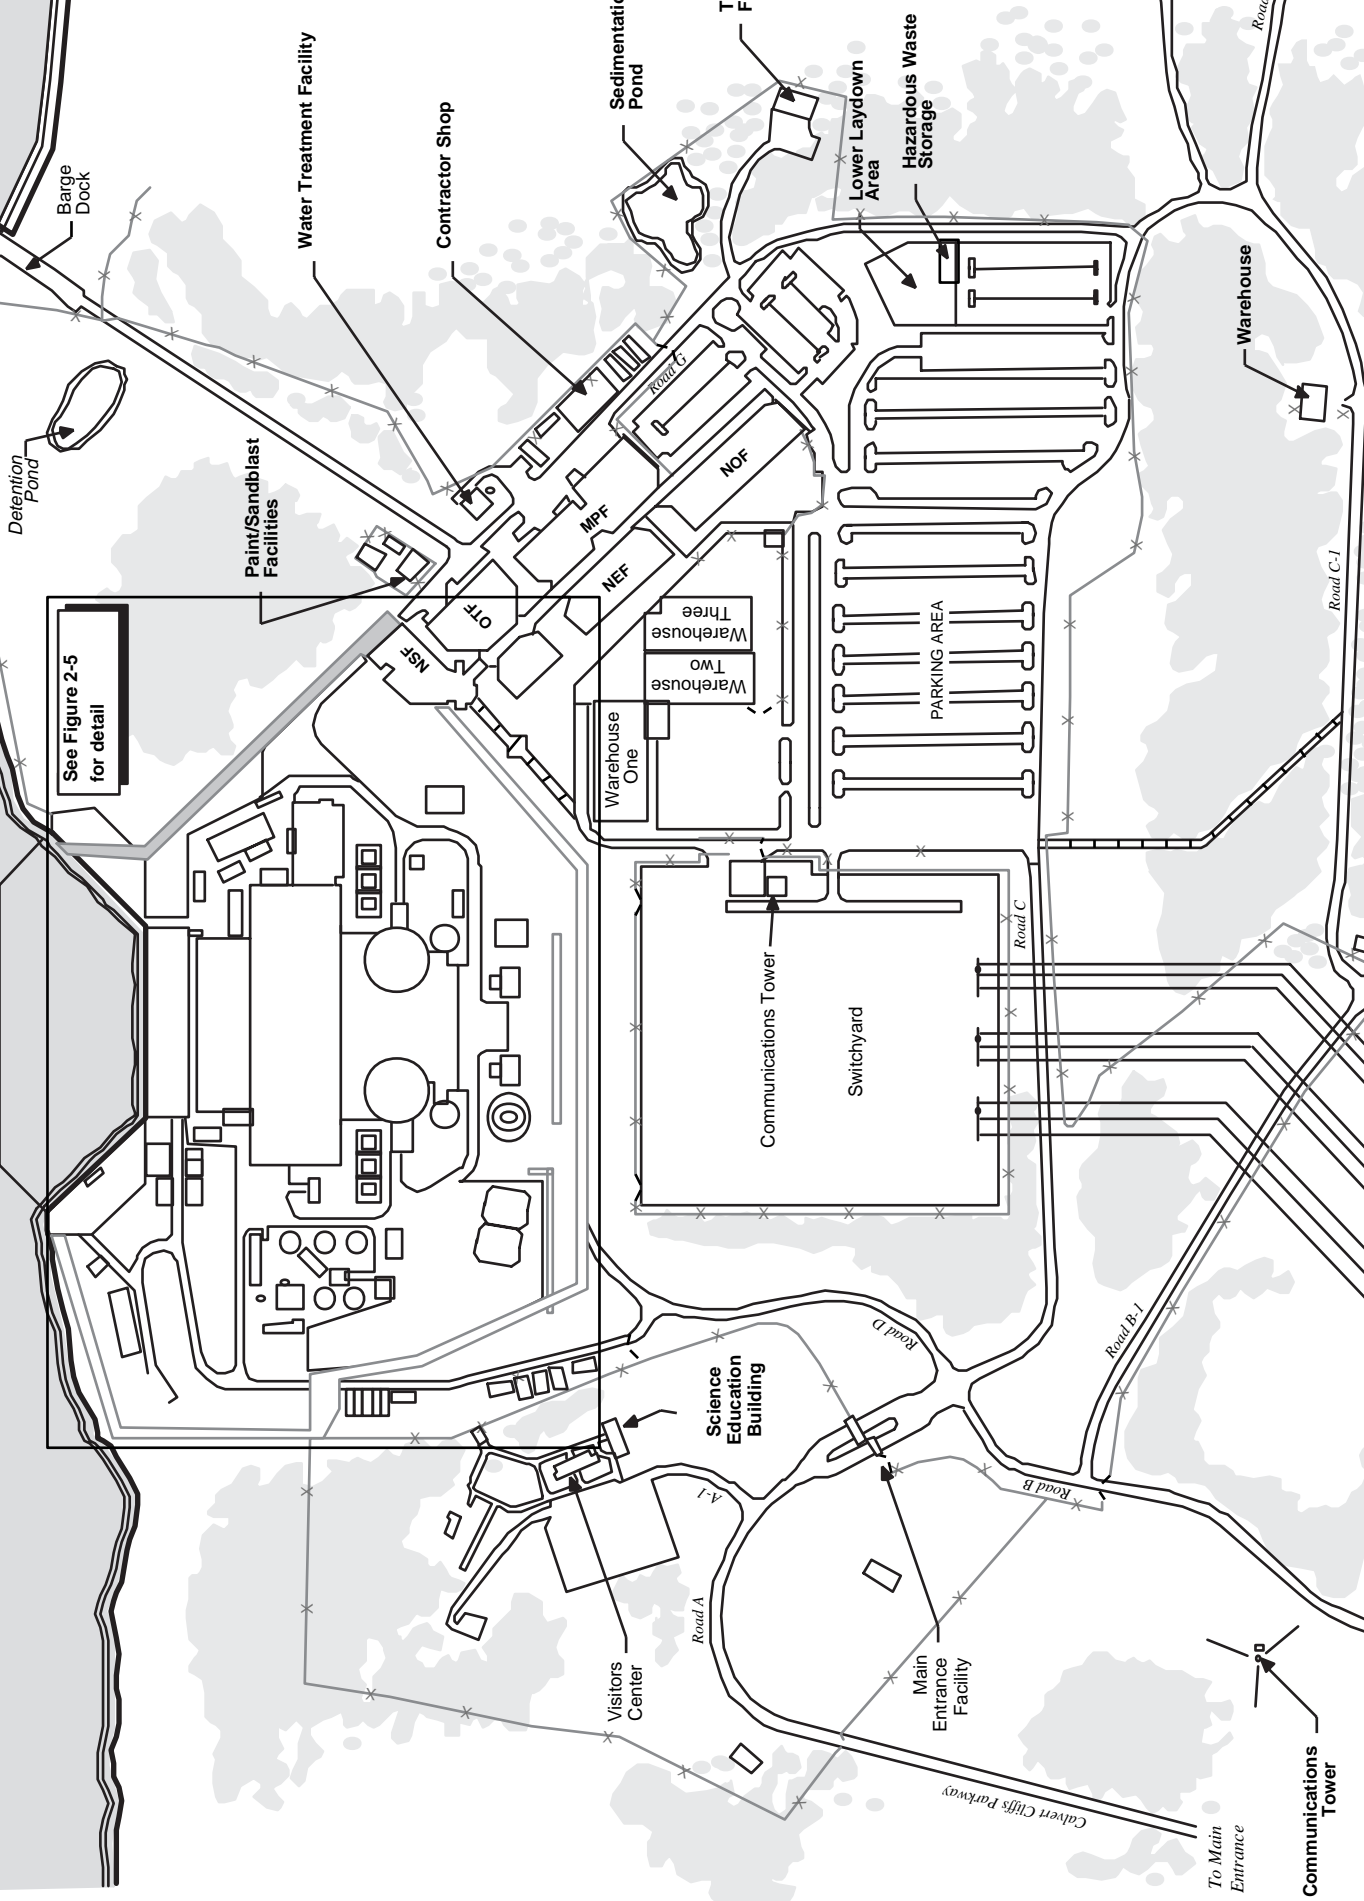 Barge
Dock
Water Treatment Facility
Contractor Shop
Sedimentatio
Pond
T
F
Lower Laydown
Area
Hazardous Waste
Storage
Road
Warehouse
Detention
Pond
Paint/Sandblast
Facilities
Road G
NOF
MPF
NEF
OTF
NSF
See Figure 2-5
for detail
Warehouse
Three
Warehouse
Two
Warehouse
One
PARKING AREA
Road C-1
Road C
Communications Tower
Switchyard
Road B-1
Road D
Science
Education
Building
A-1
Road B
Road A
Visitors
Center
Main
Entrance
Facility
Calvert Cliffs Parkway
To Main
Entrance
Communications
Tower